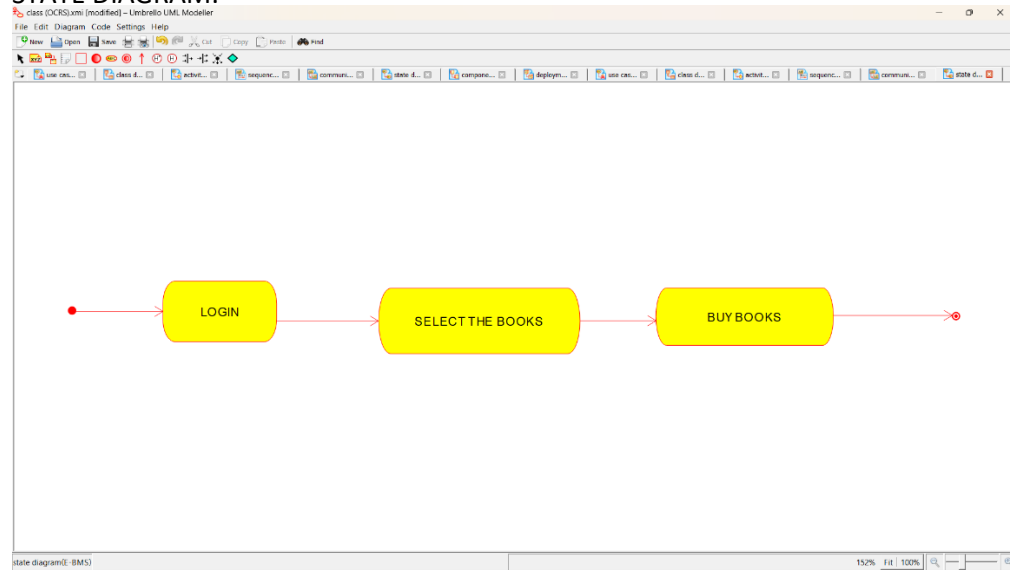 STATE DIAGRAM:
class (OCRS).xmi [modified] – Umbrello UML Modeller
File Edit Diagram Code Settings Help
New Open Save Cut Copy Paste Find
use cas... class d... activit... sequenc... communi... state d... compone... deploym... use cas... class d... activit... sequenc... communi... state d...
LOGIN
SELECT THE BOOKS
BUY BOOKS
state diagram(E-BMS)
152% Fit 100%